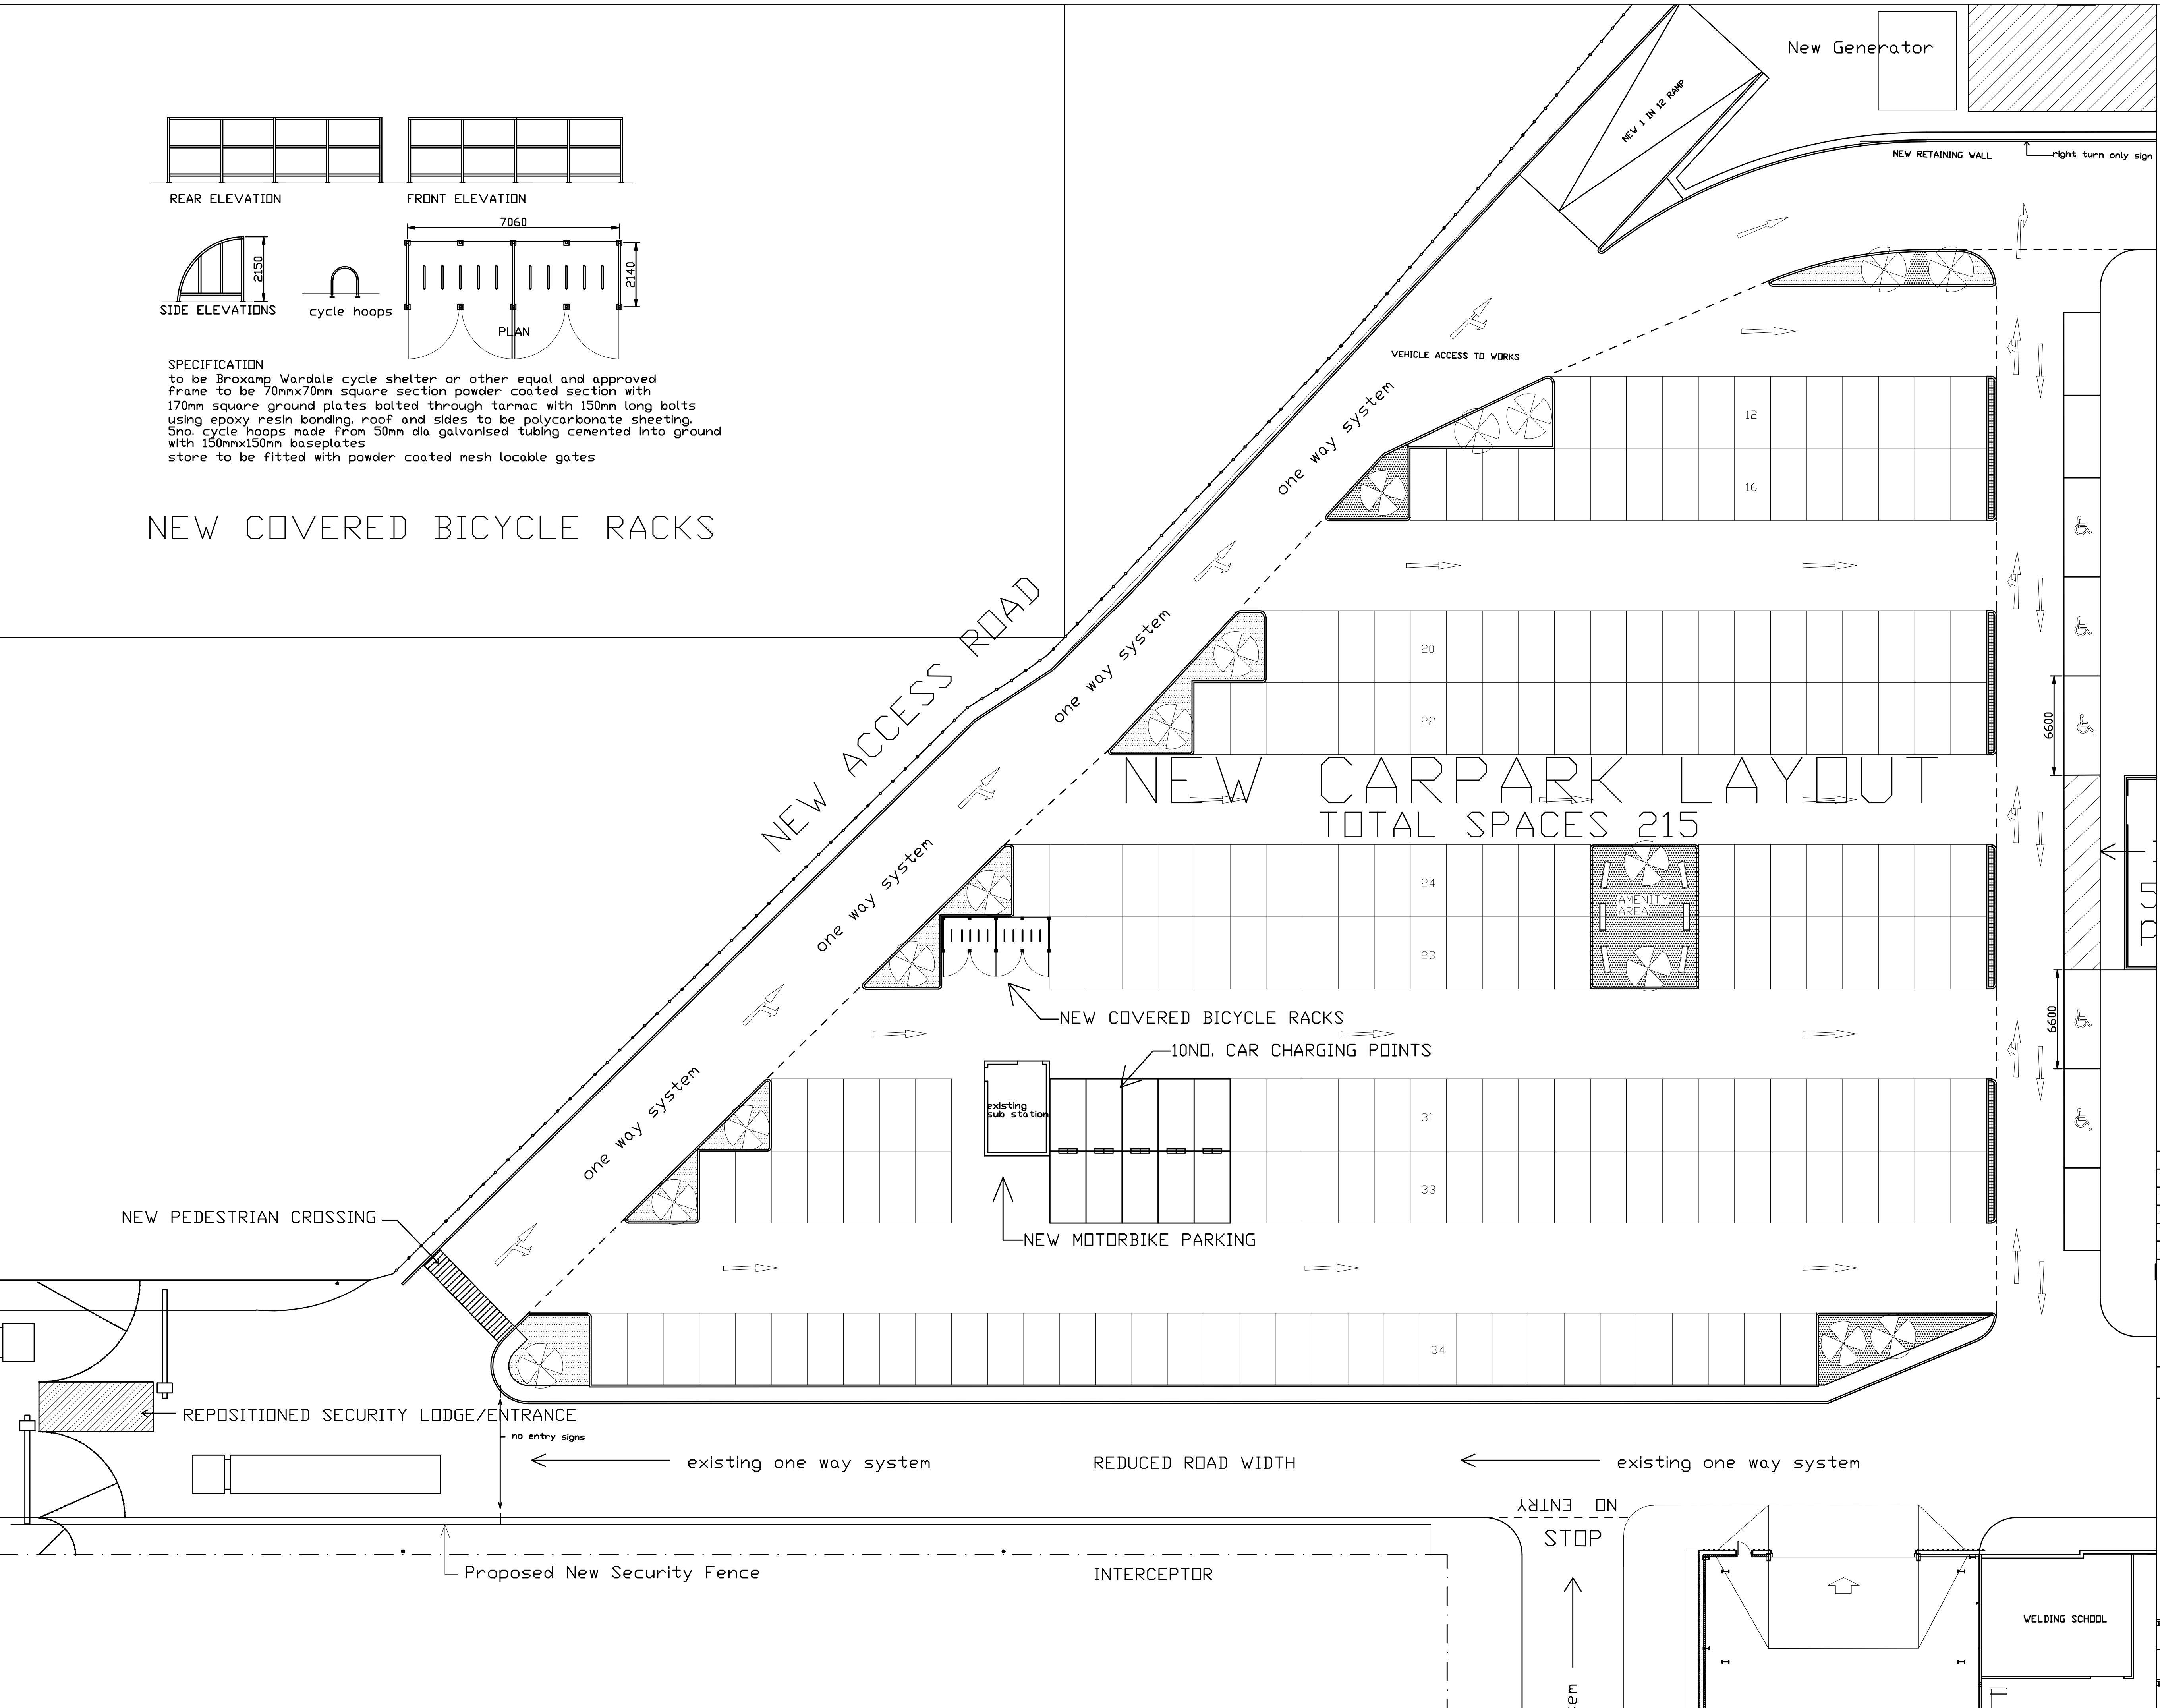 New Generator
NEW 1 IN 12 RAMP
NEW RETAINING WALL
right turn only sign
REAR ELEVATION
FRONT ELEVATION
7060
2150
2140
SIDE ELEVATIONS
cycle hoops
PLAN
SPECIFICATION
to be Broxamp Wardale cycle shelter or other equal and approved
frame to be 70mmx70mm square section powder coated section with
170mm square ground plates bolted through tarmac with 150mm long bolts
using epoxy resin bonding, roof and sides to be polycarbonate sheeting.
5no. cycle hoops made from 50mm dia galvanised tubing cemented into ground
with 150mmx150mm baseplates
store to be fitted with powder coated mesh locable gates
NEW COVERED BICYCLE RACKS
VEHICLE ACCESS TO WORKS
one way system
12
16
NEW ACCESS ROAD
one way system
20
22
6600
NEW CARPARK LAYOUT
TOTAL SPACES 215
one way system
24
AMENITY
AREA
23
NEW COVERED BICYCLE RACKS
6600
10NO. CAR CHARGING POINTS
one way system
existing
sub station
31
33
NEW MOTORBIKE PARKING
NEW PEDESTRIAN CROSSING
34
REPOSITIONED SECURITY LODGE/ENTRANCE
no entry signs
existing one way system
REDUCED ROAD WIDTH
existing one way system
NO ENTRY
STOP
Proposed New Security Fence
INTERCEPTOR
WELDING SCHOOL